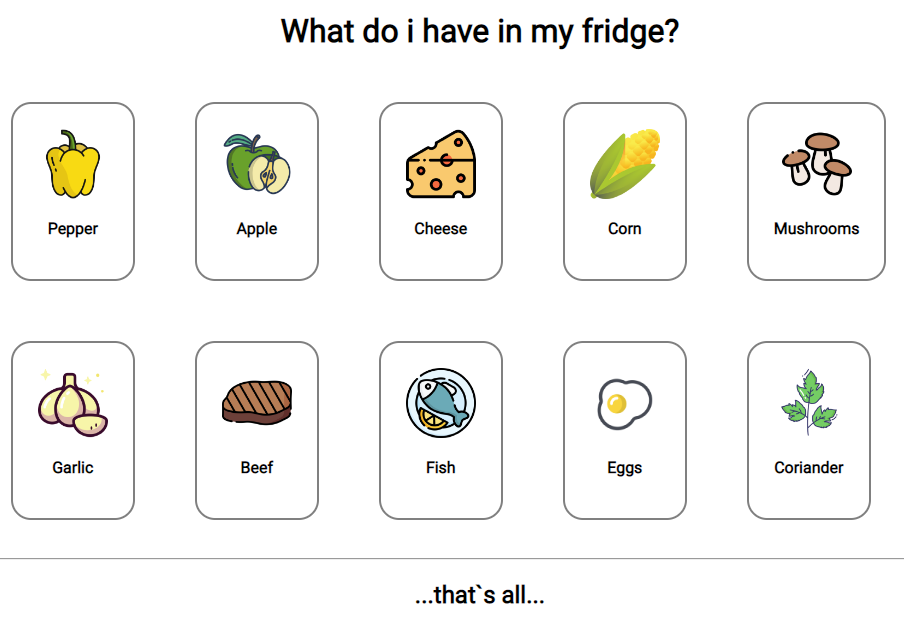 What do i have in my fridge?
Pepper
Apple
Cheese
Corn
Mushrooms
Garlic
Beef
Fish
Eggs
Coriander
...that`s all...